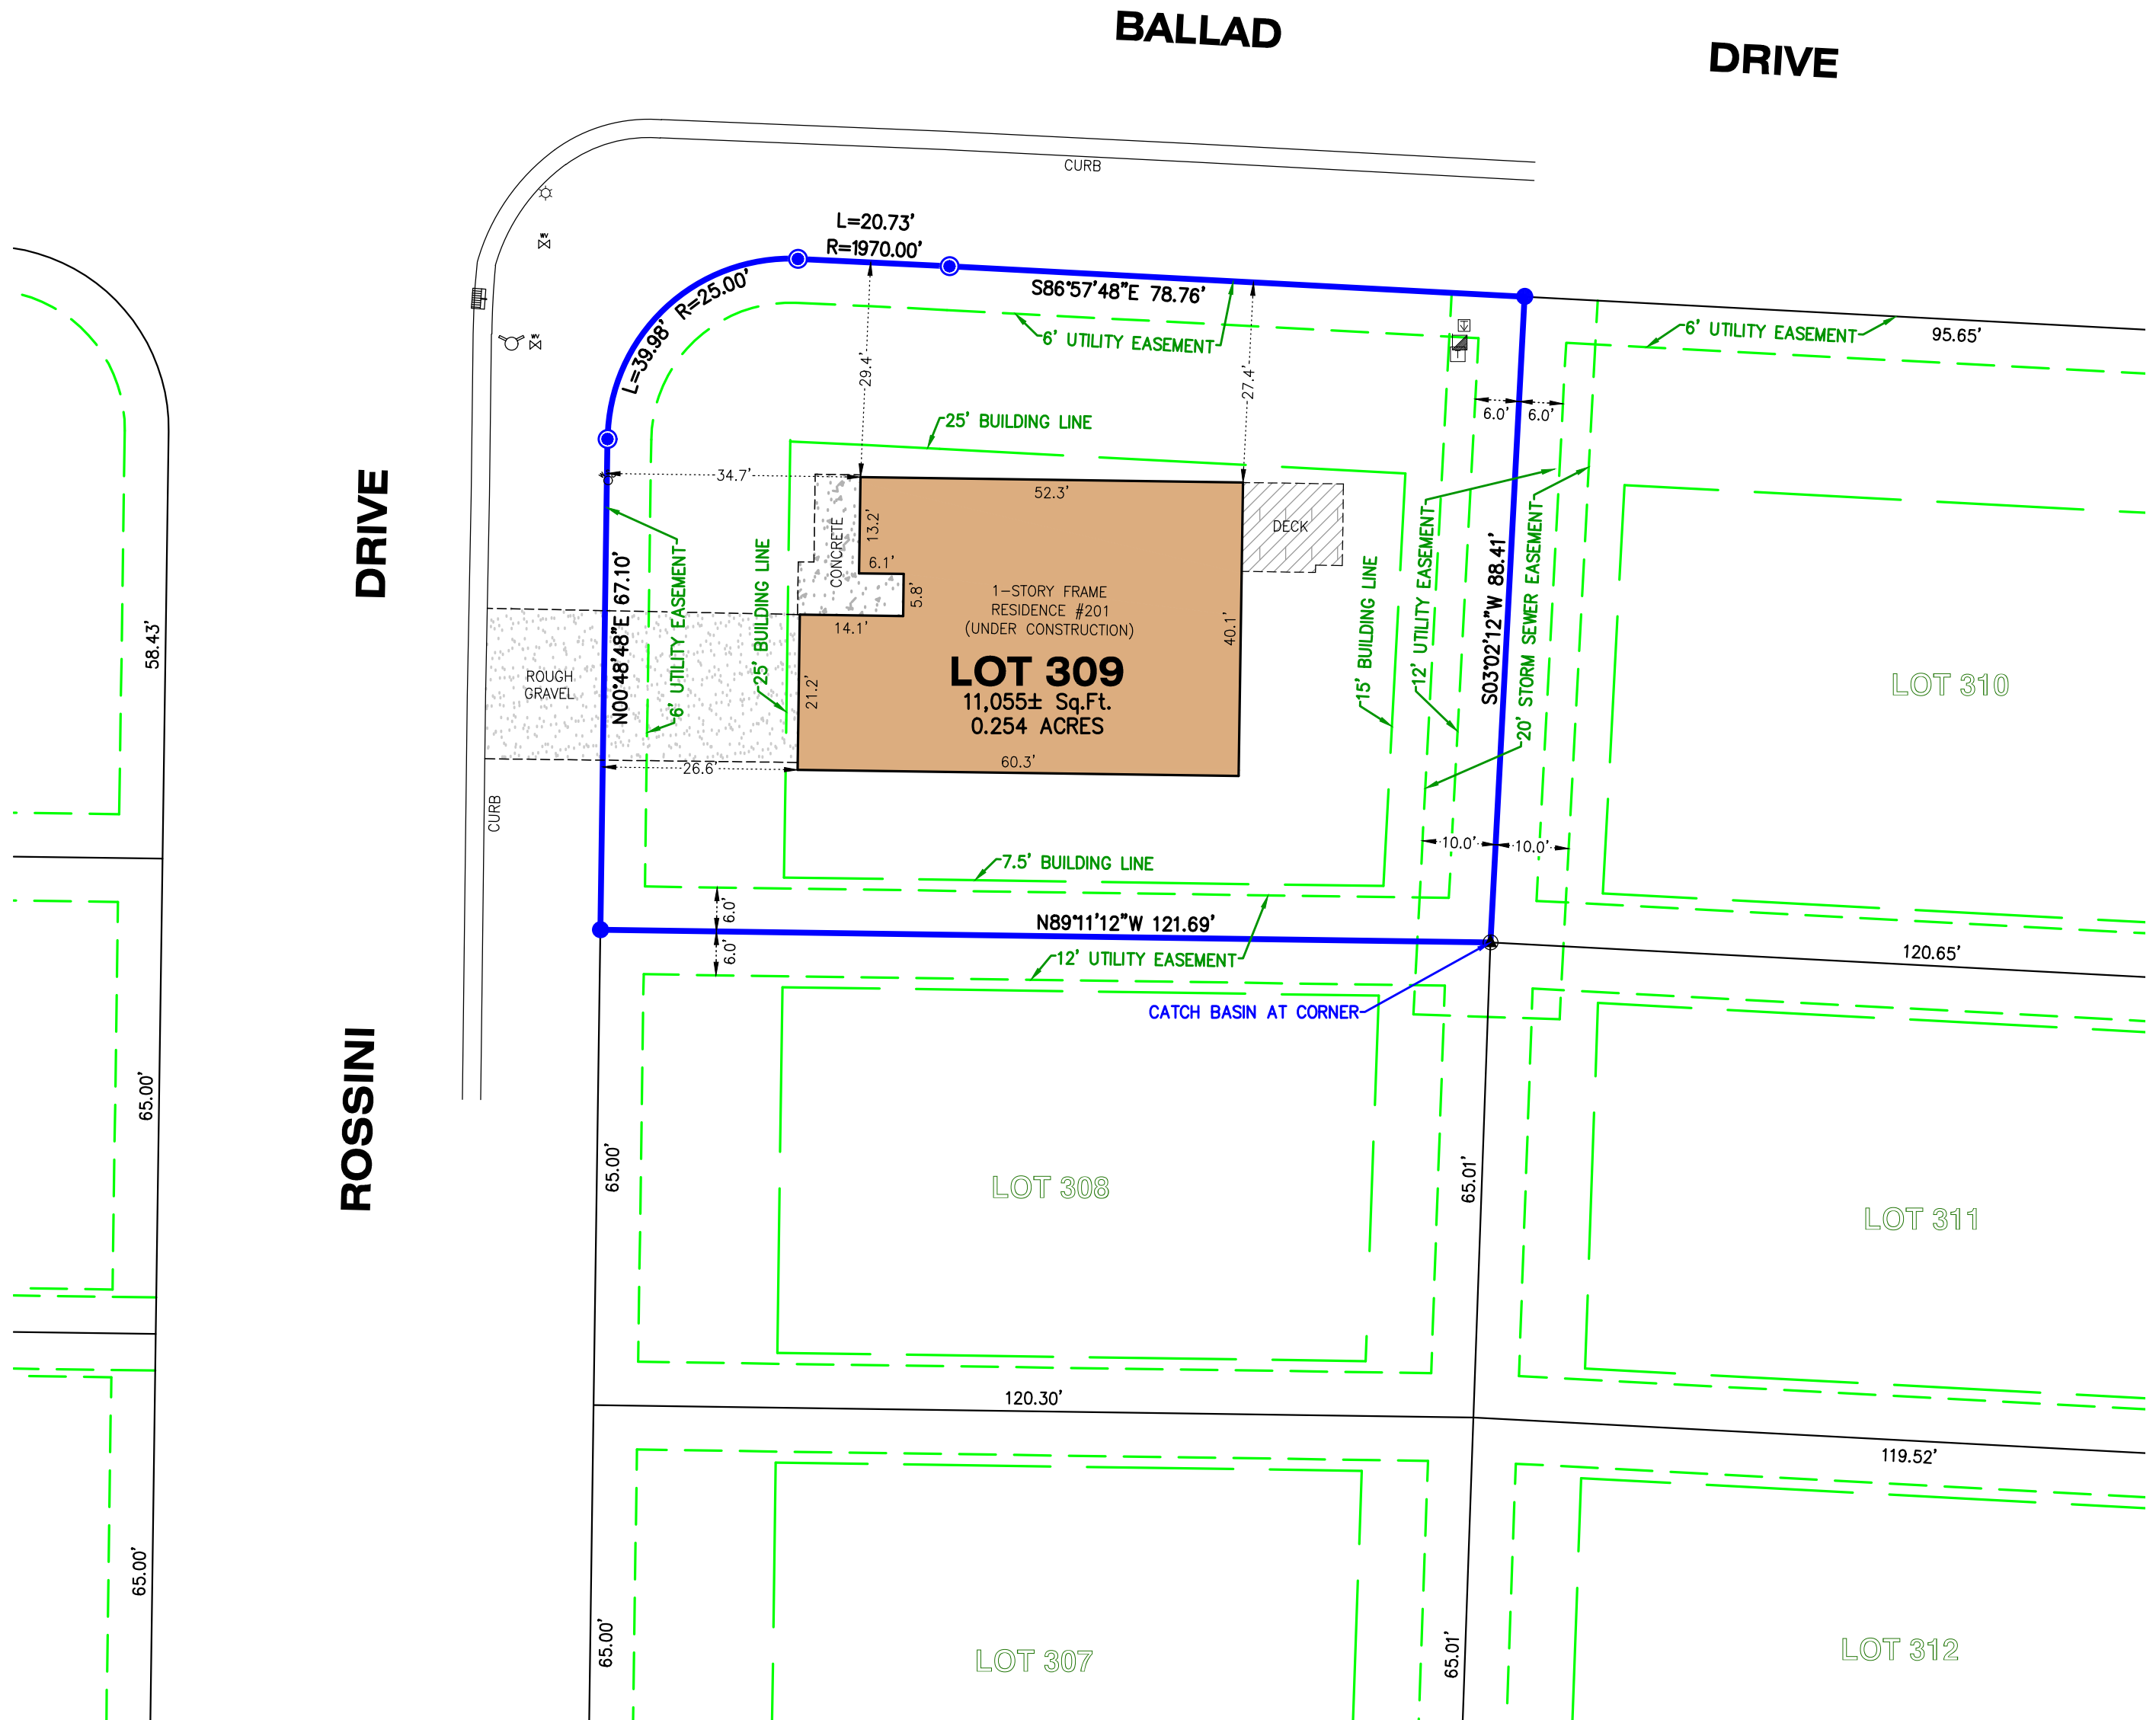 BALLAD
DRIVE
CURB
L=20.73'
R=1970.00'
S86°57'48"E 78.76'
L=39.98' R=25.00'
WV
WV
6' UTILITY EASEMENT
6' UTILITY EASEMENT
95.65'
29.4'
27.4'
6.0'
6.0'
25' BUILDING LINE
34.7'
52.3'
DRIVE
CONCRETE
13.2'
6.1'
5.8'
DECK
1-STORY FRAME
RESIDENCE #201
(UNDER CONSTRUCTION)
LOT 309
11,055± Sq.Ft.
0.254 ACRES
14.1'
21.2'
40.1'
60.3'
26.6'
58.43'
ROUGH
GRAVEL
N00°48'48"E 67.10'
6' UTILITY EASEMENT
25' BUILDING LINE
15' BUILDING LINE
12' UTILITY EASEMENT
S03°02'12"W 88.41'
20' STORM SEWER EASEMENT
LOT 310
CURB
10.0'
10.0'
7.5' BUILDING LINE
6.0'
6.0'
N89°11'12"W 121.69'
12' UTILITY EASEMENT
120.65'
CATCH BASIN AT CORNER
ROSSINI
65.00'
65.00'
LOT 308
65.01'
LOT 311
120.30'
119.52'
65.00'
65.00'
LOT 307
65.01'
LOT 312